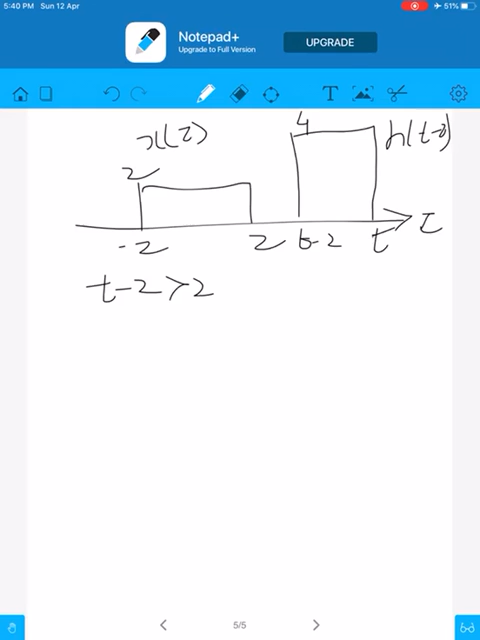 5:40 PM Sun 12 Apr 51%
Notepad+
Upgrade to Full Version
UPGRADE
T
x(τ) 4 h(t-τ)
2
-2 2 t-2 t τ
t-2>2
5/5